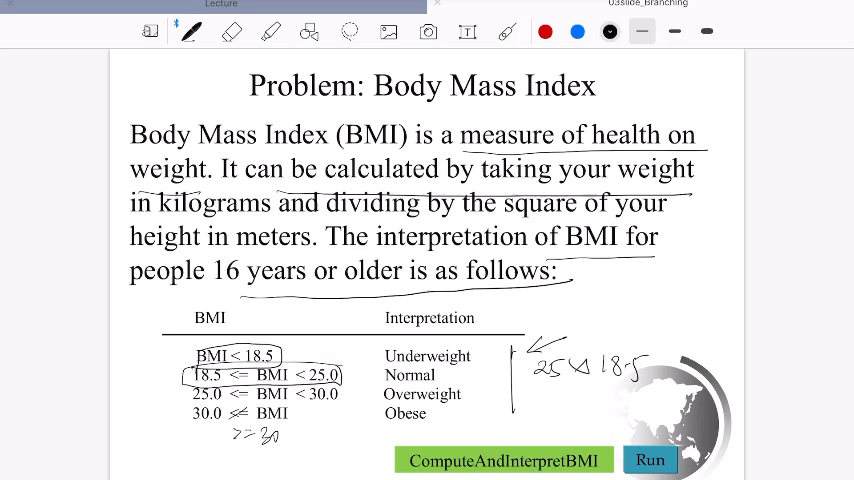 Lecture
03slide_Branching
Problem: Body Mass Index
Body Mass Index (BMI) is a measure of health on
weight. It can be calculated by taking your weight
in kilograms and dividing by the square of your
height in meters. The interpretation of BMI for
people 16 years or older is as follows:
BMI Interpretation
BMI < 18.5 Underweight
18.5 <= BMI < 25.0 Normal
25.0 <= BMI < 30.0 Overweight
30.0 <= BMI Obese
>= 30
25 18.5
ComputeAndInterpretBMI
Run